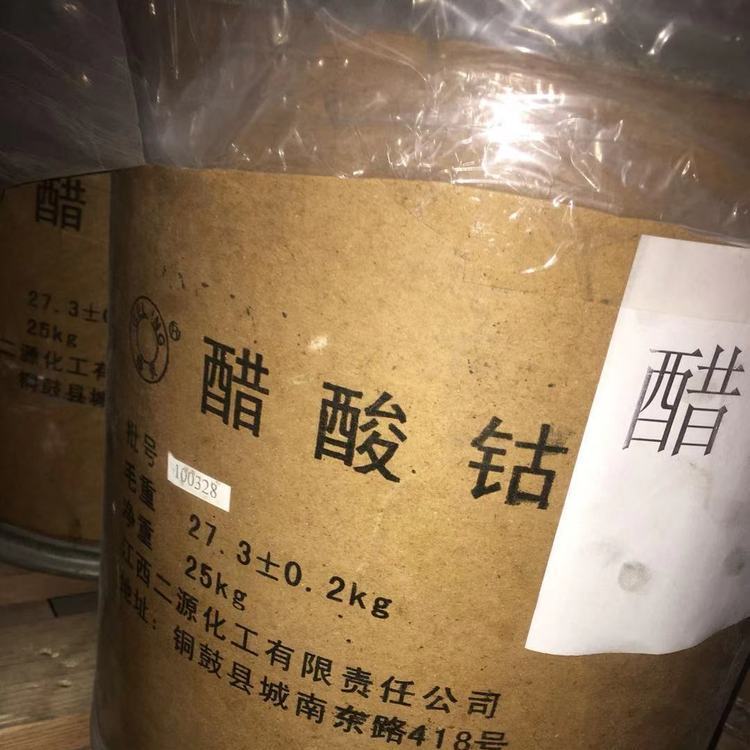 醋酸钴
批号 100328
毛重 27.3±0.2kg
净重 25kg
江西二源化工有限责任公司
地址：铜鼓县城南东路418号
醋
醋
27.3±0
25kg
二源化工有
铜鼓县城